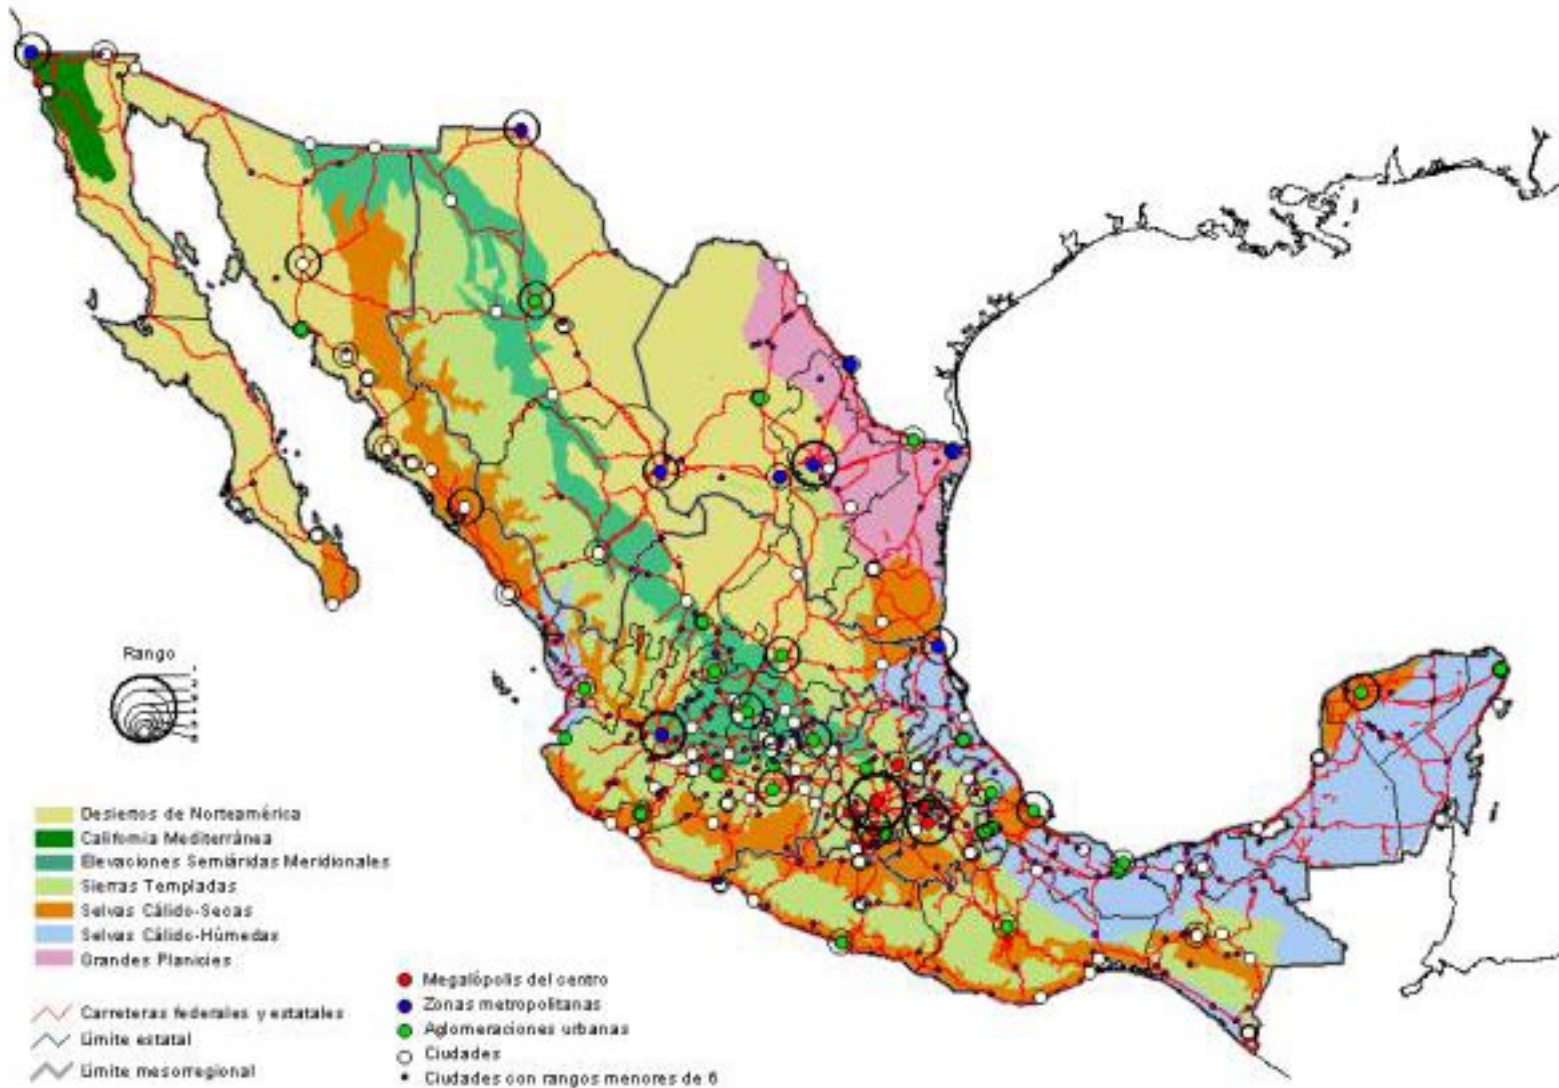 Rango
1
2
Desiertos de Norteamérica
California Mediterránea
Elevaciones Semiáridas Meridionales
Sierras Templadas
Selvas Cálido-Secas
Selvas Cálido-Húmedas
Grandes Planicies
Carreteras federales y estatales
Límite estatal
Límite mesorregional
Megalópolis del centro
Zonas metropolitanas
Aglomeraciones urbanas
Ciudades
Ciudades con rangos menores de 6